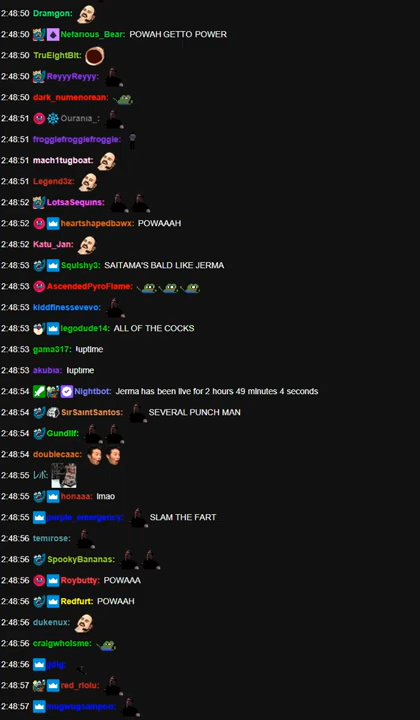 2:48:50 Dramgon:
2:48:50 Nefarious_Bear: POWAH GETTO POWER
2:48:50 TruEightBit:
2:48:50 ReyyyReyyy:
2:48:50 dark_numenorean:
2:48:51 Ourania_:
2:48:51 froggiefroggiefroggie:
2:48:51 mach1tugboat:
2:48:51 Legend3z:
2:48:52 LotsaSequins:
2:48:52 heartshapedbawx: POWAAAH
2:48:52 Katu_Jan:
2:48:53 Squishy3: SAITAMA'S BALD LIKE JERMA
2:48:53 AscendedPyroFlame:
2:48:53 kiddfinessevevo:
2:48:53 legodude14: ALL OF THE COCKS
2:48:53 gama317: !uptime
2:48:53 akubia: !uptime
2:48:54 Nightbot: Jerma has been live for 2 hours 49 minutes 4 seconds
2:48:54 SirSaintSantos: SEVERAL PUNCH MAN
2:48:54 Gundlif:
2:48:54 doublecaac:
2:48:55
2:48:55 honaaa: lmao
2:48:55 purple_emergency: SLAM THE FART
2:48:56 temirose:
2:48:56 SpookyBananas:
2:48:56 Roybutty: POWAAA
2:48:56 Redfurt: POWAAH
2:48:56 dukenux:
2:48:56 craigwhoisme:
2:48:56
2:48:57 red_riolu:
2:48:57